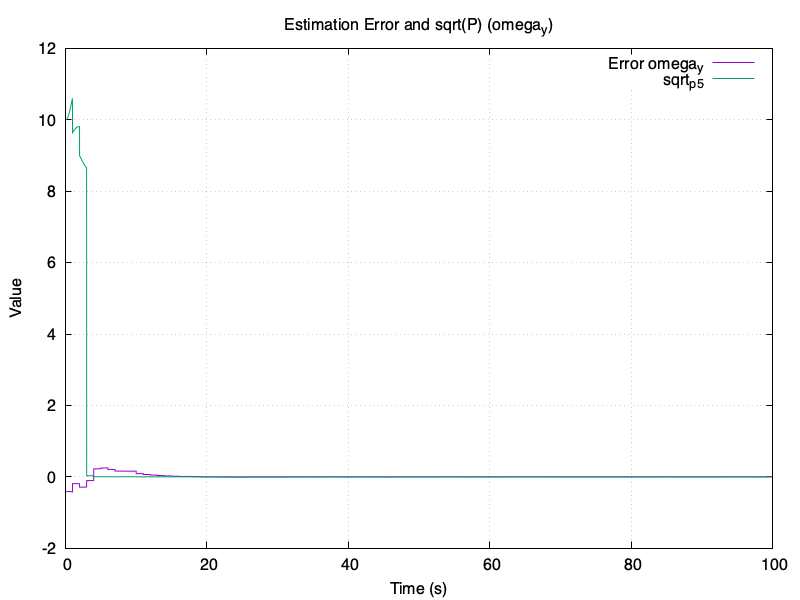 Estimation Error and sqrt(P) (omega_y)
Error omega_y
sqrt_p5
12
10
8
6
4
2
0
-2
Value
0 20 40 60 80 100
Time (s)